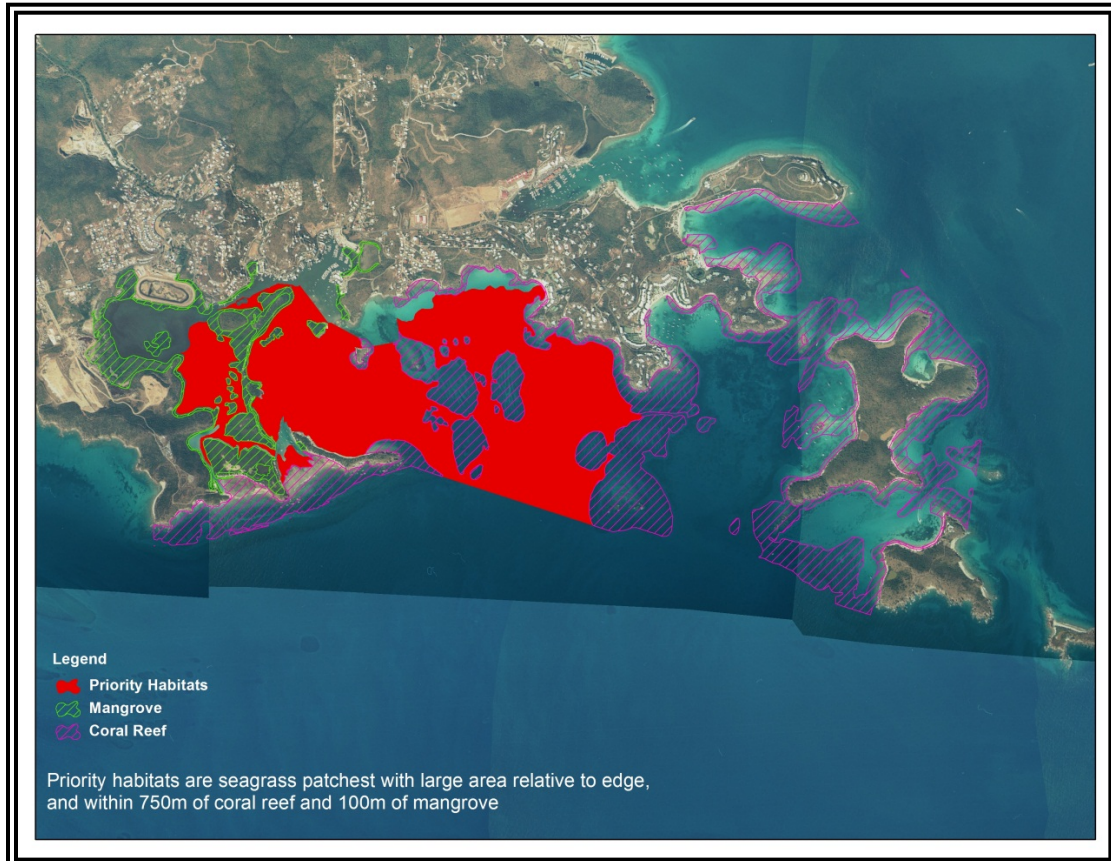 Legend
Priority Habitats
Mangrove
Coral Reef
Priority habitats are seagrass patchest with large area relative to edge,
and within 750m of coral reef and 100m of mangrove